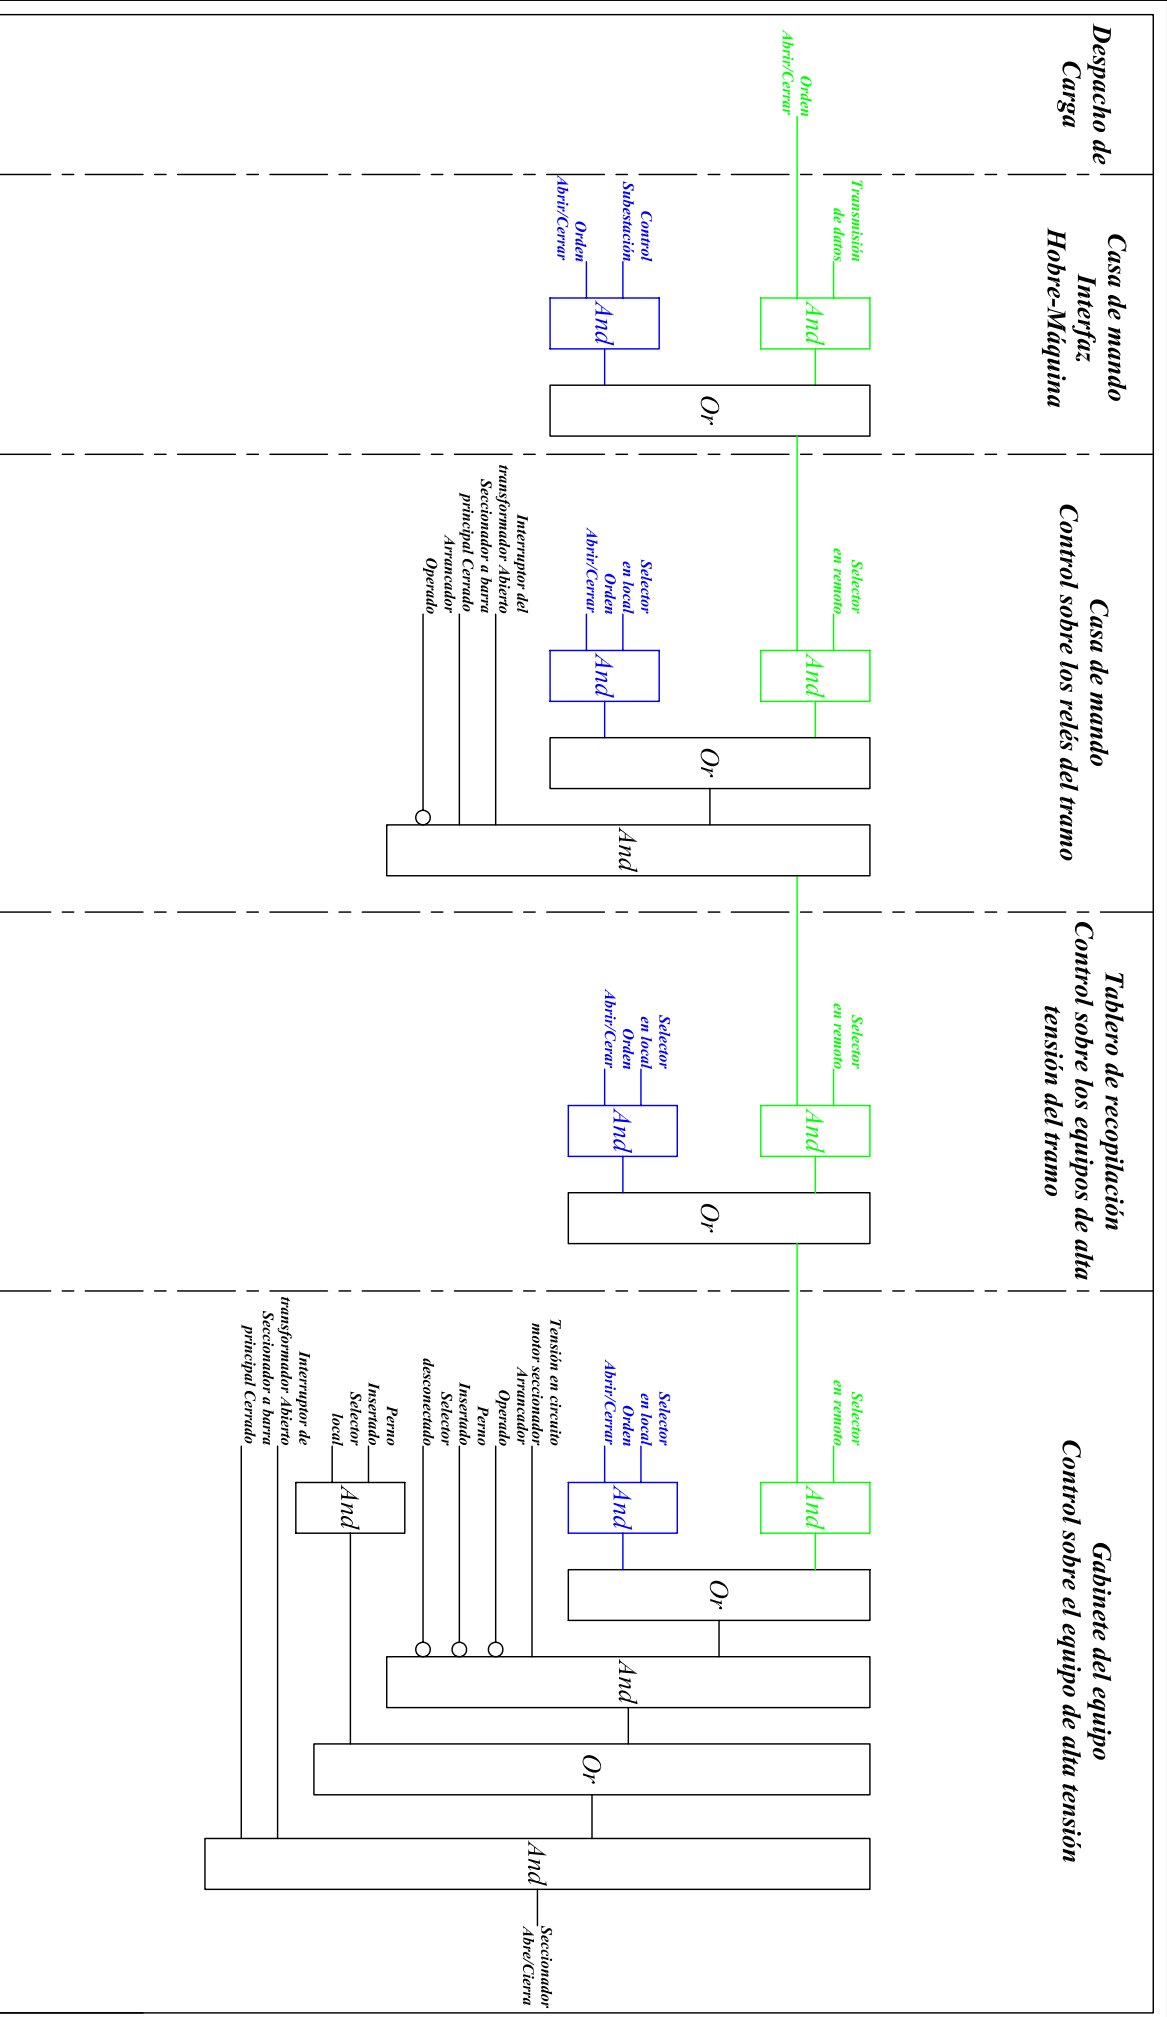 Despacho de
Carga
Orden
Abrir/Cerrar
Casa de mando
Interfaz
Hobre-Máquina
Transmisión
de datos
And
Control
Subestación
Orden
Abrir/Cerrar
And
Or
Casa de mando
Control sobre los relés del tramo
Selector
en remoto
And
Selector
en local
Orden
Abrir/Cerrar
And
Or
Interruptor del
transformador Abierto
Seccionador a barra
principal Cerrado
Arrancador
Operado
And
Tablero de recopilación
Control sobre los equipos de alta
tensión del tramo
Selector
en remoto
And
Selector
en local
Orden
Abrir/Cerar
And
Or
Gabinete del equipo
Control sobre el equipo de alta tensión
Selector
en remoto
And
Selector
en local
Orden
Abrir/Cerrar
And
Or
Tensión en circuito
motor seccionador
Arrancador
Operado
Perno
Insertado
Selector
desconectado
And
Perno
Insertado
Selector
local
And
Or
Interruptor de
transformador Abierto
Seccionador a barra
principal Cerrado
And
Seccionador
Abre/Cierra